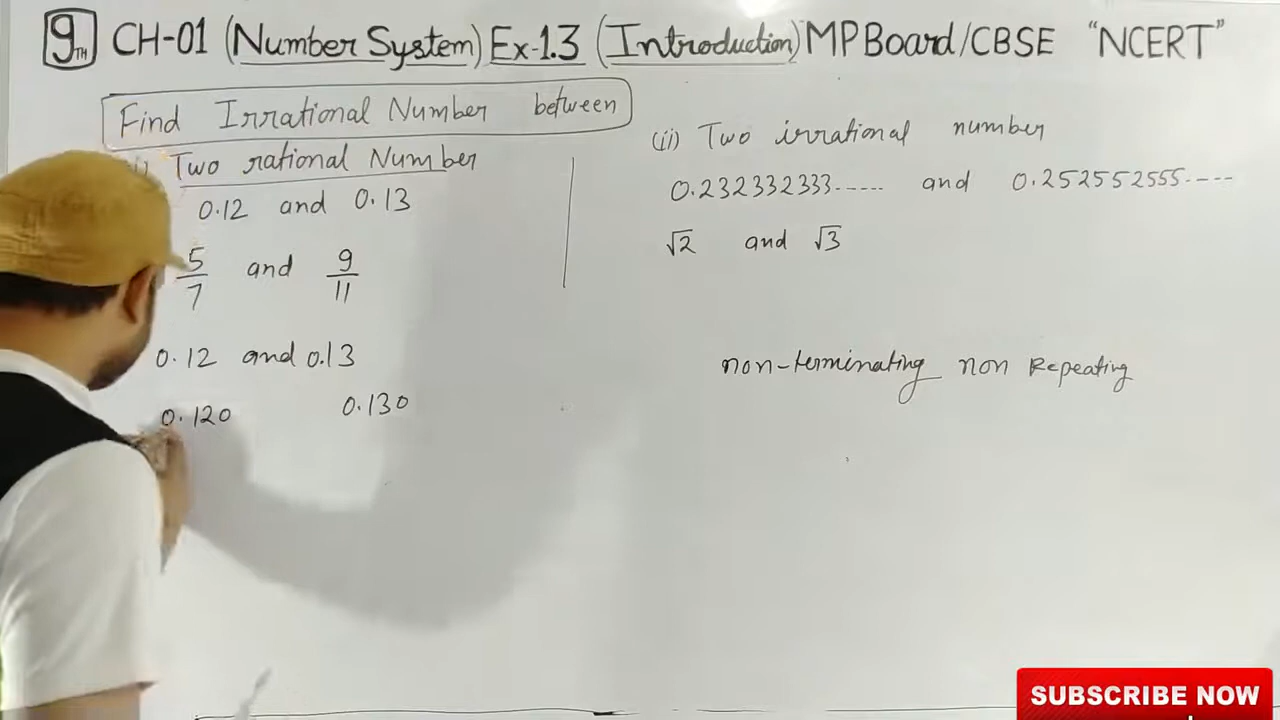 9TH CH-01 (Number System) Ex-1.3 (Introduction) MP Board/CBSE "NCERT"
Find Irrational Number between
Two rational Number
0.12 and 0.13
5/7 and 9/11
0.12 and 0.13
0.120 0.130
(ii) Two irrational number
0.232332333..... and 0.252552555.....
√2 and √3
non-terminating non Repeating
SUBSCRIBE NOW